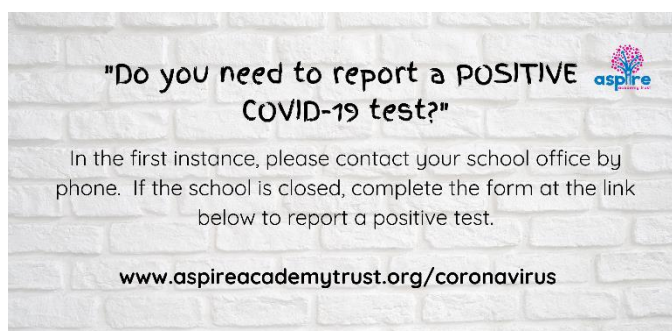 "Do you need to report a POSITIVE
COVID-19 test?"
aspire
academy trust
In the first instance, please contact your school office by
phone.  If the school is closed, complete the form at the link
below to report a positive test.
www.aspireacademytrust.org/coronavirus